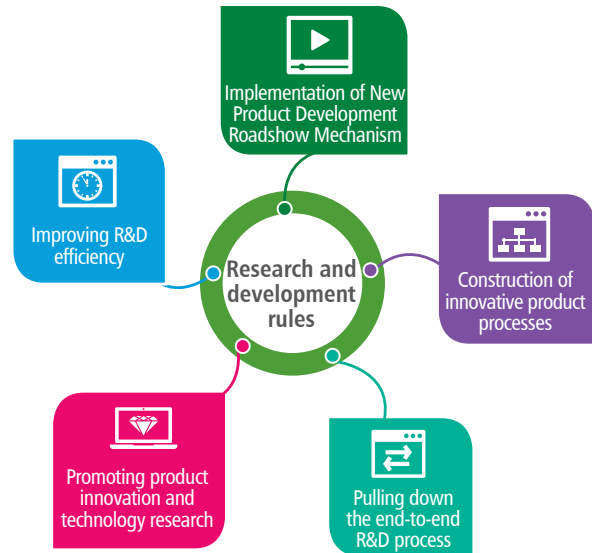 Implementation of New
Product Development
Roadshow Mechanism
Improving R&D
efficiency
Research and
development
rules
Construction of
innovative product
processes
Promoting product
innovation and
technology research
Pulling down
the end-to-end
R&D process